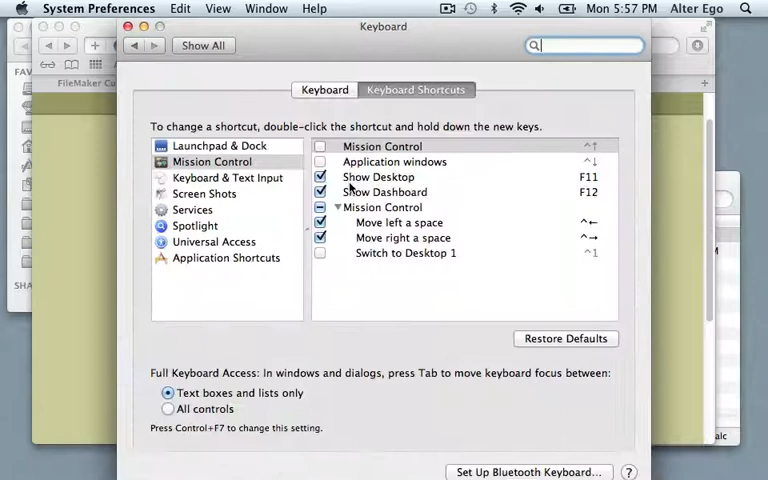 System Preferences Edit View Window Help Mon 5:57 PM Alter Ego
Keyboard
Show All
FAV
FileMaker Cu
Keyboard Keyboard Shortcuts
To change a shortcut, double-click the shortcut and hold down the new keys.
Launchpad & Dock
Mission Control
Keyboard & Text Input
Screen Shots
Services
Spotlight
Universal Access
Application Shortcuts
Mission Control ^↑
Application windows ^↓
Show Desktop F11
Show Dashboard F12
Mission Control
Move left a space ^←
Move right a space ^→
Switch to Desktop 1 ^1
SHA
Restore Defaults
Full Keyboard Access: In windows and dialogs, press Tab to move keyboard focus between:
Text boxes and lists only
All controls
Press Control+F7 to change this setting.
alc
Set Up Bluetooth Keyboard... ?